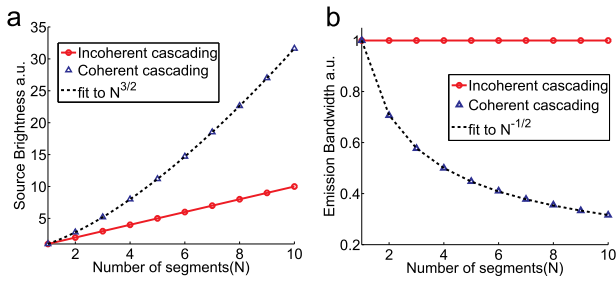 a
Source Brightness a.u.
35
30
25
20
15
10
5
2
4
6
8
10
Number of segments(N)
Incoherent cascading
Coherent cascading
fit to N^3/2
b
Emission Bandwidth a.u.
1
0.8
0.6
0.4
0.2
2
4
6
8
10
Number of segments(N)
Incoherent cascading
Coherent cascading
fit to N^-1/2